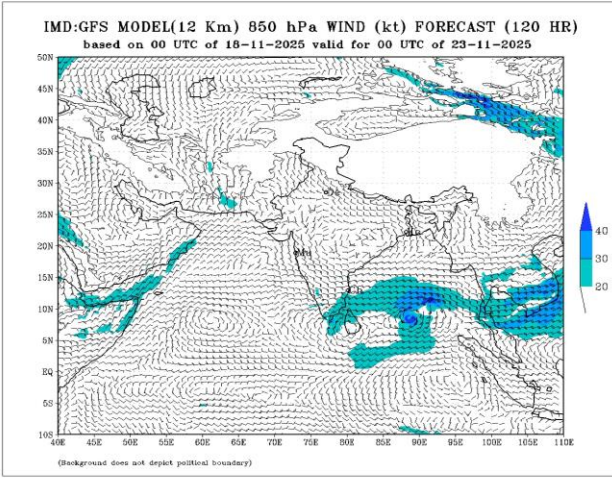 IMD:GFS MODEL(12 Km) 850 hPa WIND (kt) FORECAST (120 HR)
based on 00 UTC of 18-11-2025 valid for 00 UTC of 23-11-2025
50N
45N
40N
35N
30N
25N
20N
15N
10N
5N
EQ
5S
10S
40
30
20
40E 45E 50E 55E 60E 65E 70E 75E 80E 85E 90E 95E 100E 105E 110E
(Background does not depict political boundary)